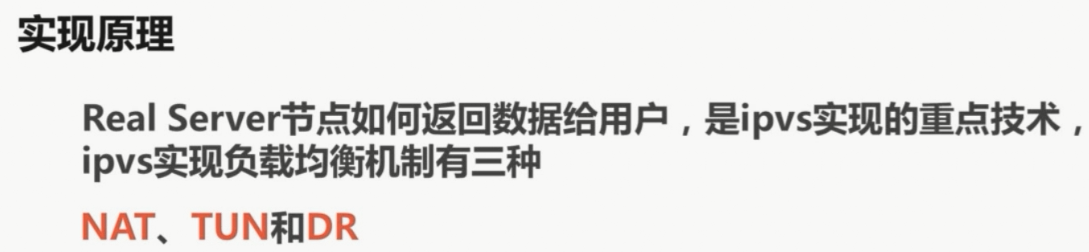 实现原理
Real Server节点如何返回数据给用户，是ipvs实现的重点技术，
ipvs实现负载均衡机制有三种
NAT、TUN和DR